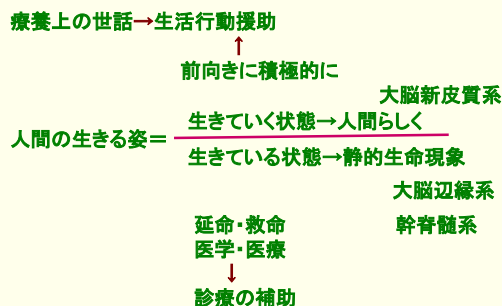 療養上の世話→生活行動援助
↑
前向きに積極的に
大脳新皮質系
生きていく状態→人間らしく
人間の生きる姿＝
生きている状態→静的生命現象
大脳辺縁系
延命・救命
幹脊髄系
医学・医療
↓
診療の補助